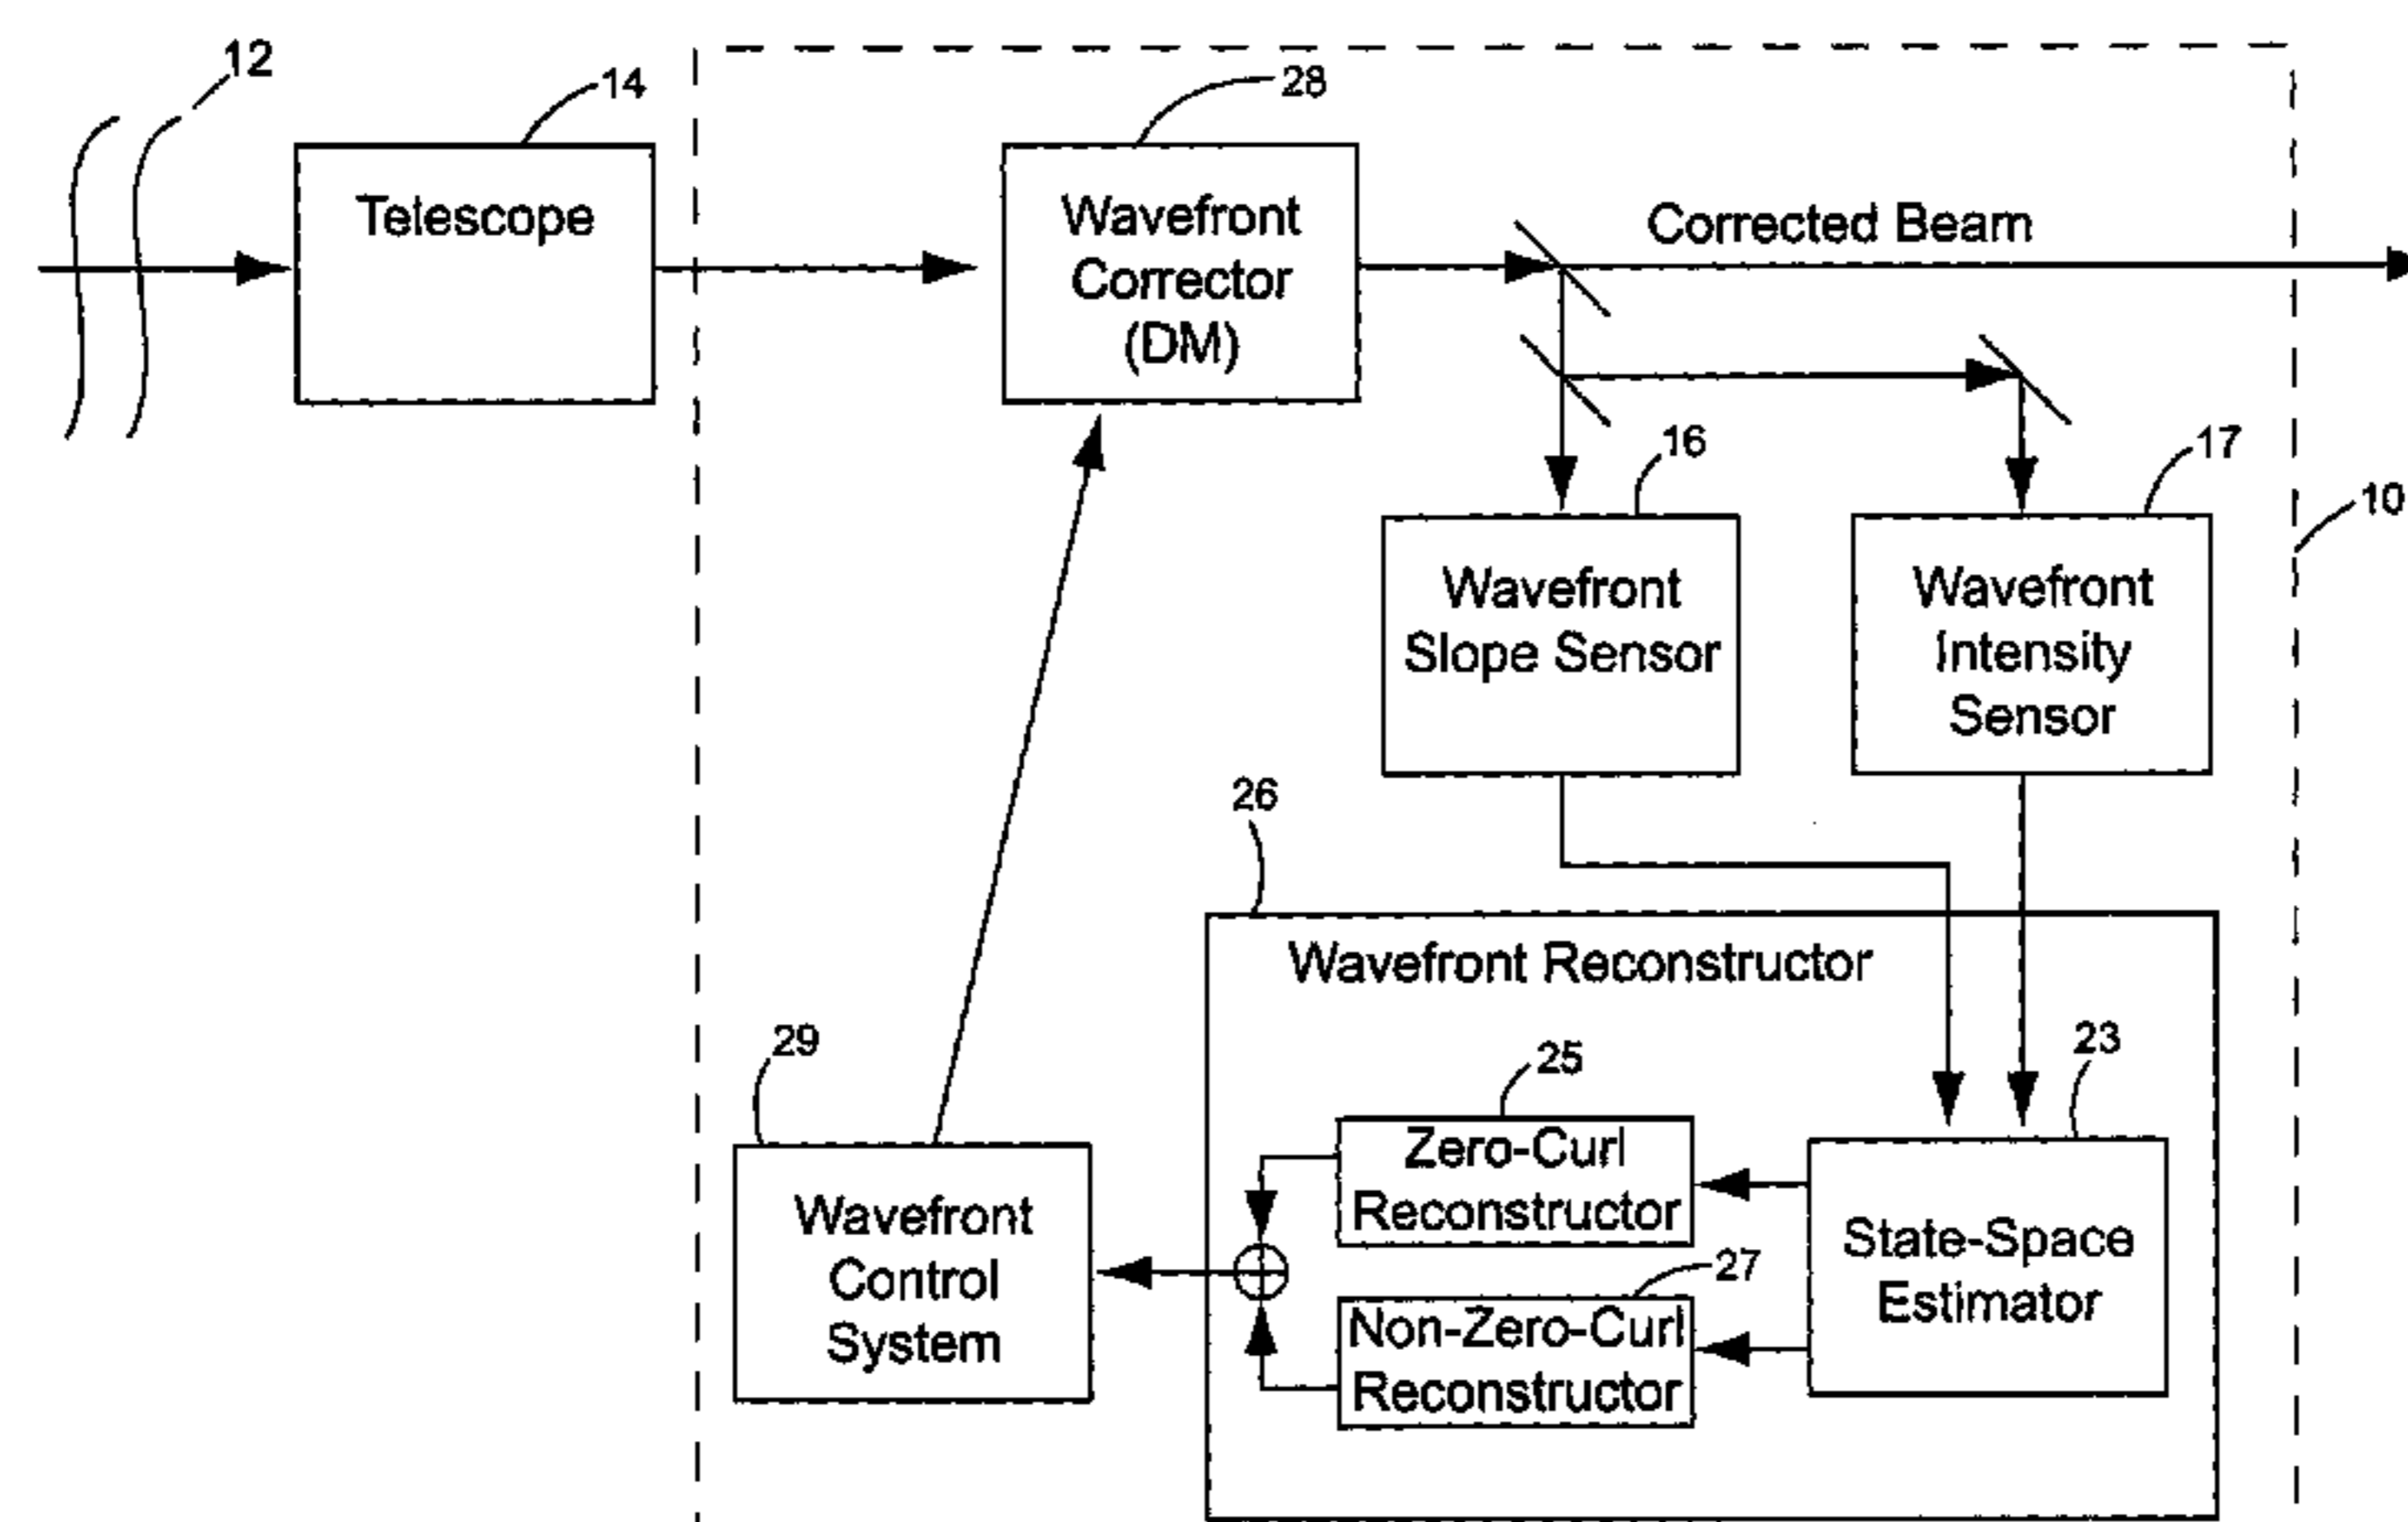 12
14
28
Telescope
Wavefront
Corrector
(DM)
Corrected Beam
16
17
10
Wavefront
Slope Sensor
Wavefront
Intensity
Sensor
26
Wavefront Reconstructor
29
25
23
Zero-Curl
Reconstructor
Wavefront
Control
System
27
Non-Zero-Curl
Reconstructor
State-Space
Estimator